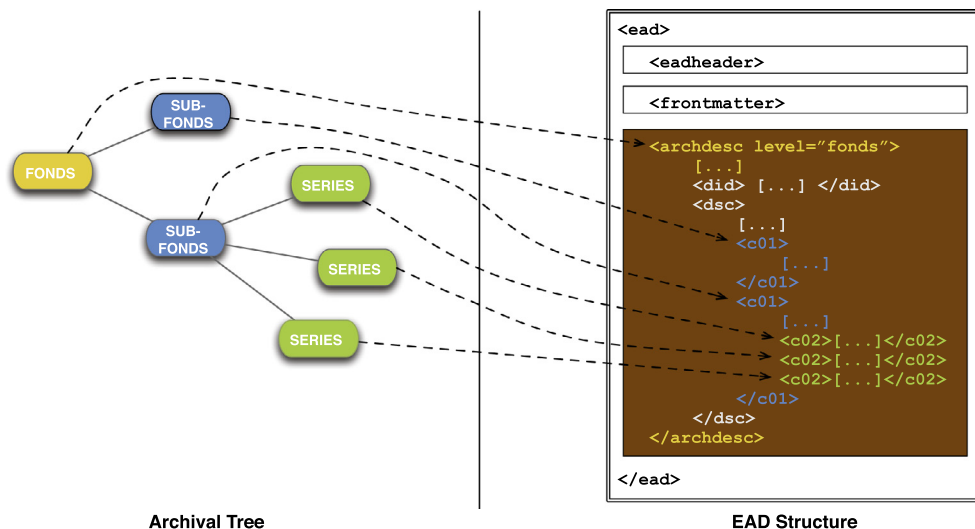 SUB-
FONDS
FONDS
SERIES
SUB-
FONDS
SERIES
SERIES
Archival Tree
<ead>
<eadheader>
<frontmatter>
<archdesc level="fonds">
[...]
<did> [...] </did>
<dsc>
[...]
<c01>
[...]
</c01>
<c01>
[...]
<c02>[...]</c02>
<c02>[...]</c02>
<c02>[...]</c02>
</c01>
</dsc>
</archdesc>
</ead>
EAD Structure